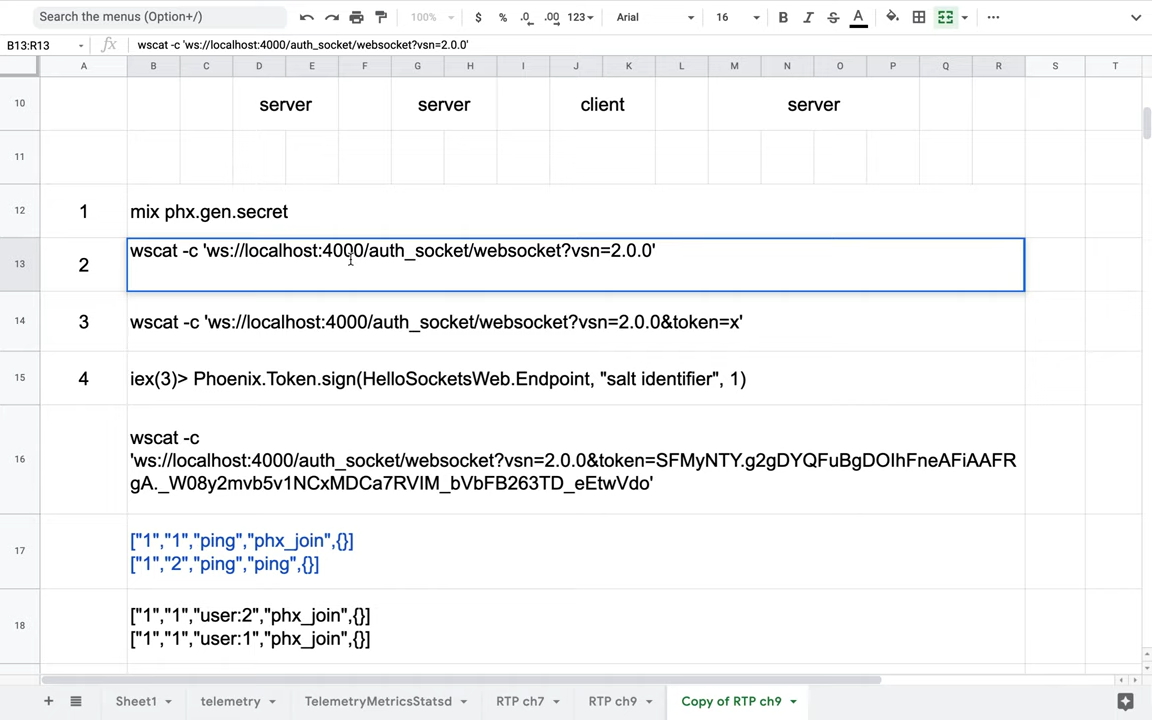 Search the menus (Option+/)
100%
$ % .0 .00 123
Arial
16
B I S A
B13:R13
fx
wscat -c 'ws://localhost:4000/auth_socket/websocket?vsn=2.0.0'
A B C D E F G H I J K L M N O P Q R S T
10 server server client server
11
12 1 mix phx.gen.secret
13 2 wscat -c 'ws://localhost:4000/auth_socket/websocket?vsn=2.0.0'
14 3 wscat -c 'ws://localhost:4000/auth_socket/websocket?vsn=2.0.0&token=x'
15 4 iex(3)> Phoenix.Token.sign(HelloSocketsWeb.Endpoint, "salt identifier", 1)
16
wscat -c
'ws://localhost:4000/auth_socket/websocket?vsn=2.0.0&token=SFMyNTY.g2gDYQFuBgDOIhFneAFiAAFR
gA._W08y2mvb5v1NCxMDCa7RVIM_bVbFB263TD_eEtwVdo'
17
["1","1","ping","phx_join",{}]
["1","2","ping","ping",{}]
18
["1","1","user:2","phx_join",{}]
["1","1","user:1","phx_join",{}]
Sheet1 telemetry TelemetryMetricsStatsd RTP ch7 RTP ch9 Copy of RTP ch9